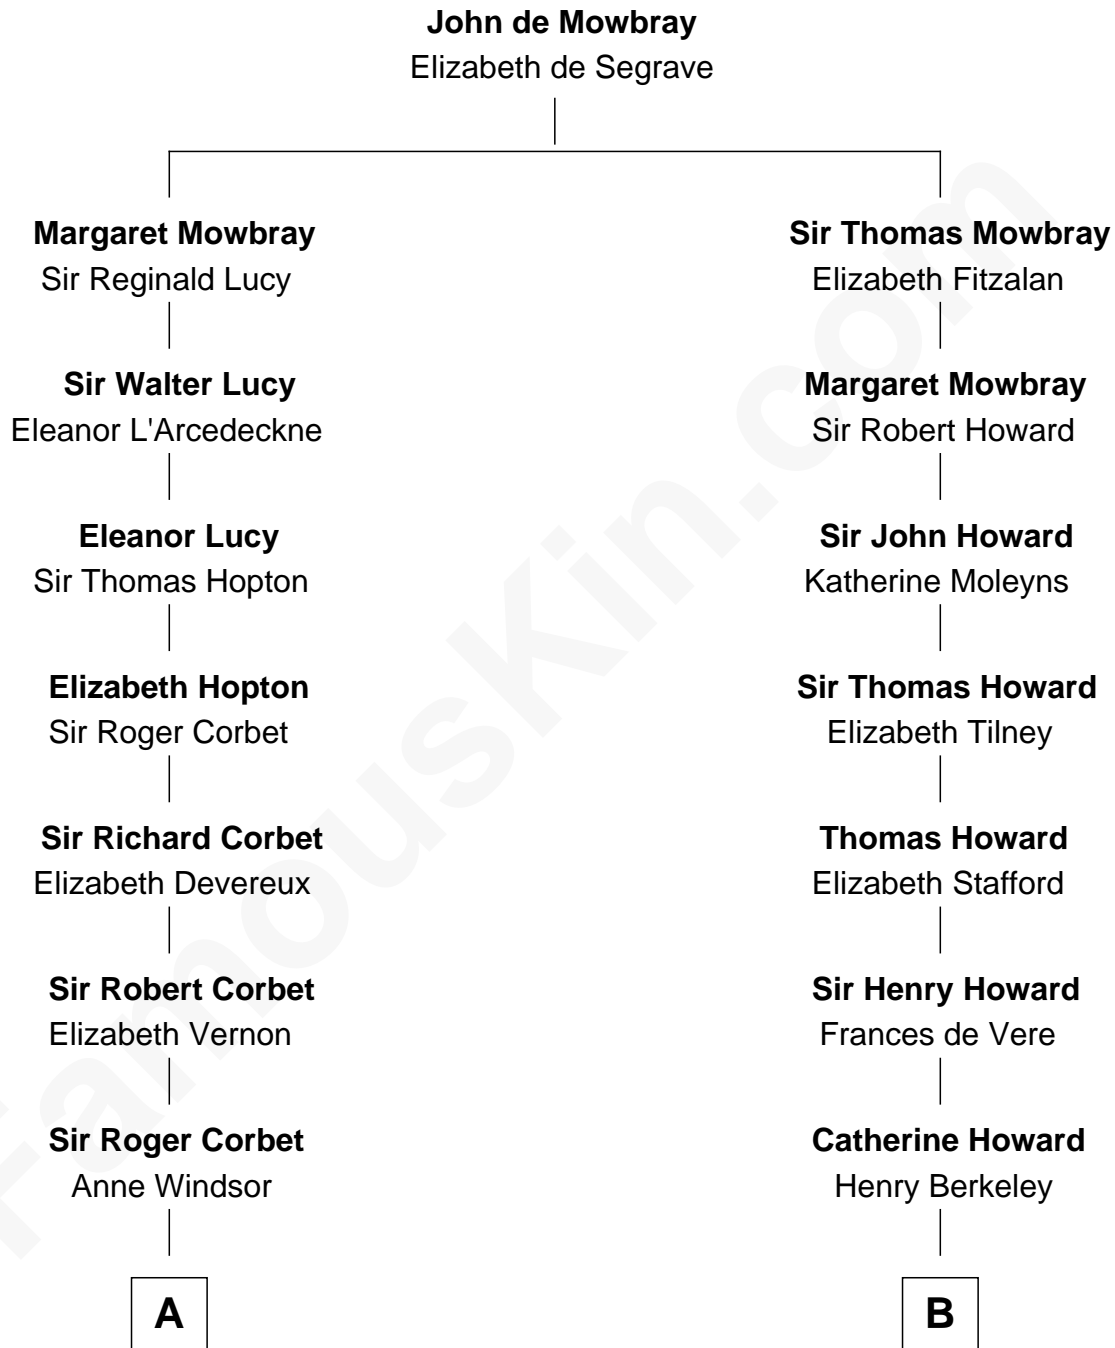 John de Mowbray
Elizabeth de Segrave
Margaret Mowbray
Sir Reginald Lucy
Sir Walter Lucy
Eleanor L'Arcedeckne
Eleanor Lucy
Sir Thomas Hopton
Elizabeth Hopton
Sir Roger Corbet
Sir Richard Corbet
Elizabeth Devereux
Sir Robert Corbet
Elizabeth Vernon
Sir Roger Corbet
Anne Windsor
A
Sir Thomas Mowbray
Elizabeth Fitzalan
Margaret Mowbray
Sir Robert Howard
Sir John Howard
Katherine Moleyns
Sir Thomas Howard
Elizabeth Tilney
Thomas Howard
Elizabeth Stafford
Sir Henry Howard
Frances de Vere
Catherine Howard
Henry Berkeley
B
FamousKin.com